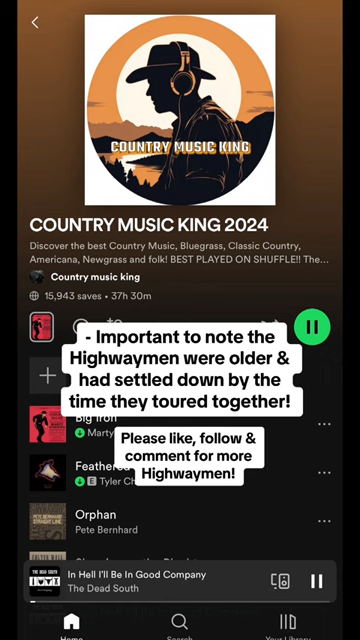 COUNTRY MUSIC KING
COUNTRY MUSIC KING 2024
Discover the best Country Music, Bluegrass, Classic Country,
Americana, Newgrass and folk! BEST PLAYED ON SHUFFLE!! The...
Country music king
15,943 saves • 37h 30m
- Important to note the
Highwaymen were older &
had settled down by the
time they toured together!
Please like, follow &
comment for more
Highwaymen!
Big Iron
Marty
Feathered
E Tyler Ch
Orphan
Pete Bernhard
In Hell I'll Be In Good Company
The Dead South
Home
Search
Your Library